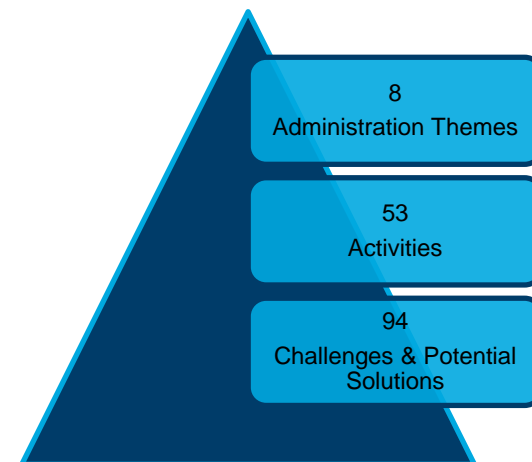 8
Administration Themes
53
Activities
94
Challenges & Potential
Solutions